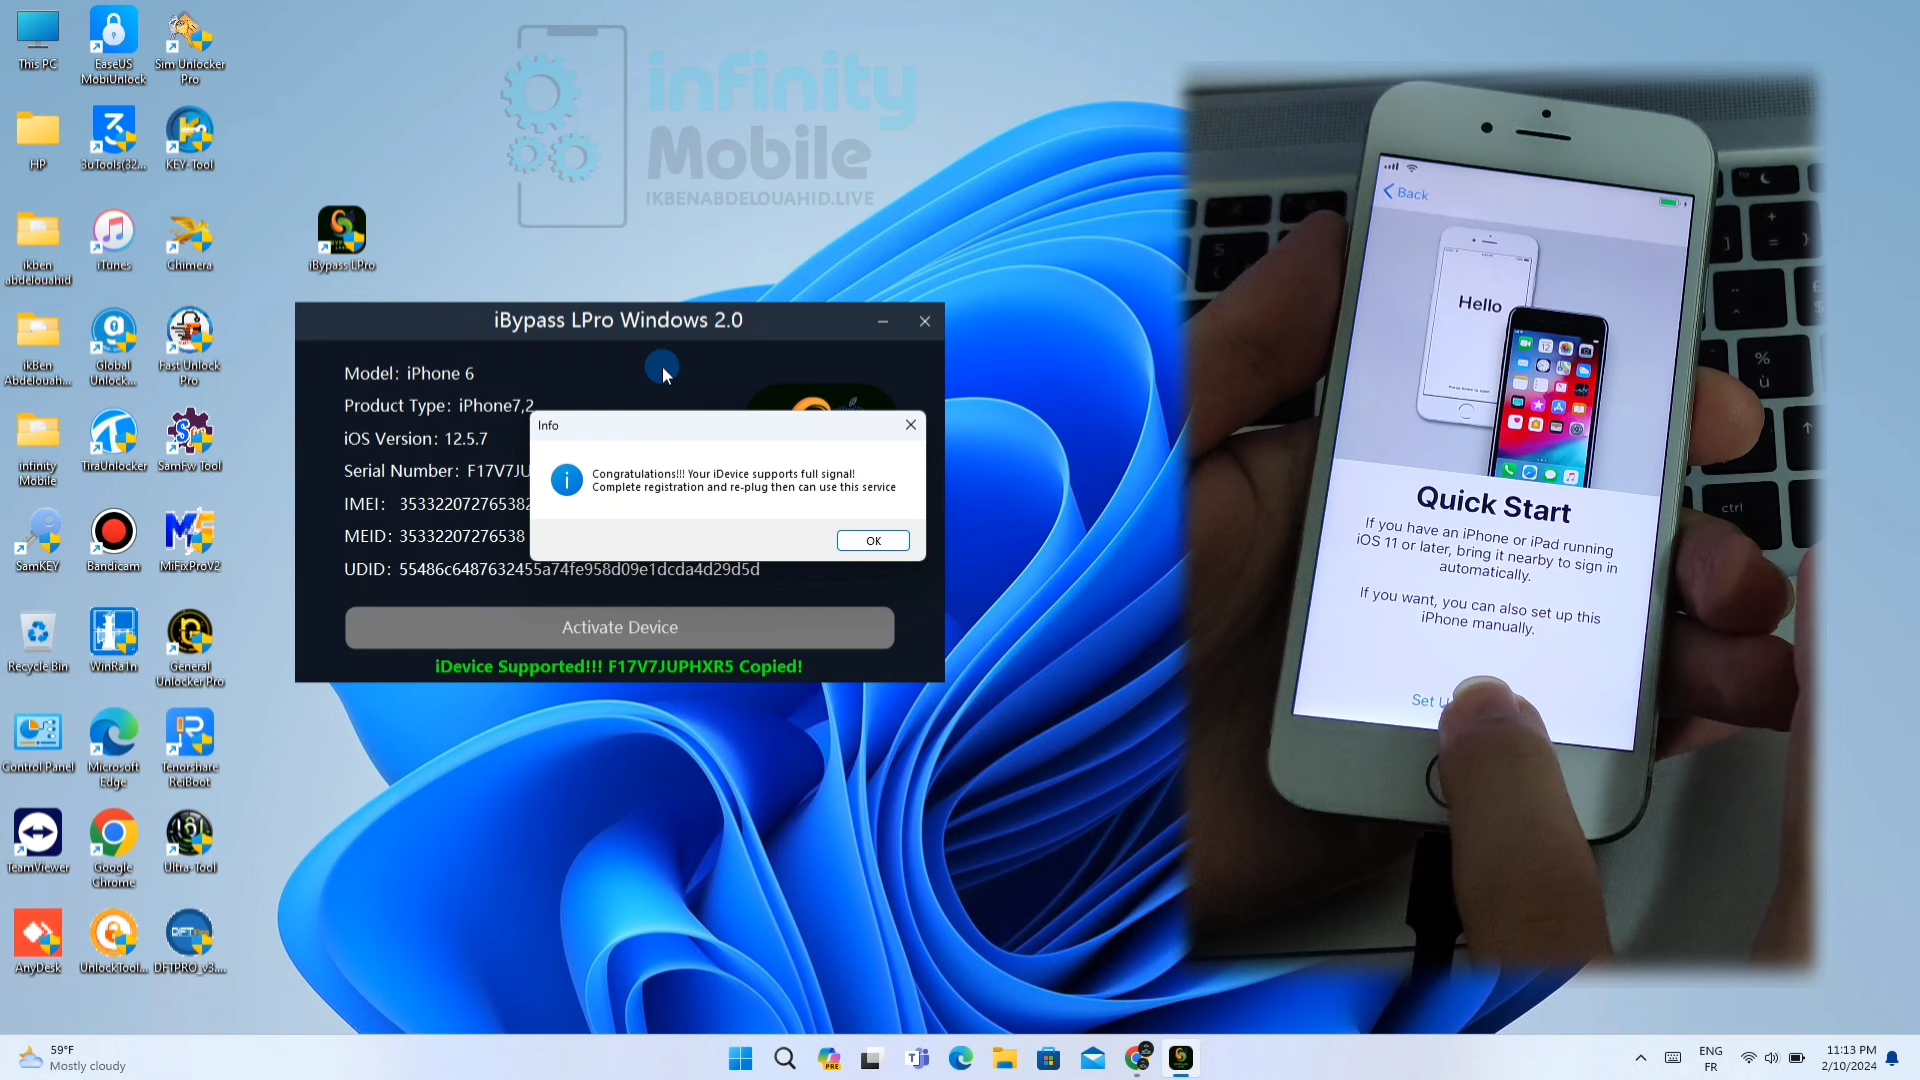 This PC
EaseUS
MobiUnlock
Sim Unlocker
Pro
HP
3uTools(32...
KEY-Tool
ikben
abdelouahid
iTunes
Chimera
ikBen
Abdelouah...
Global
Unlock...
Fast Unlock
Pro
infinity
Mobile
TiraUnlocker
SamFw Tool
SamKEY
Bandicam
MiFixProV2
Recycle Bin
WinRa1n
General
Unlocker Pro
Control Panel
Microsoft
Edge
Tenorshare
ReiBoot
TeamViewer
Google
Chrome
Ultra-Tool
AnyDesk
UnlockTool...
DFTPRO_v3....
iBypass LPro
infinity
Mobile
IKBENABDELOUAHID.LIVE
iBypass LPro Windows 2.0
Model: iPhone 6
Product Type: iPhone7,2
iOS Version: 12.5.7
Serial Number: F17V7JU
IMEI: 353322072765382
MEID: 35332207276538
UDID: 55486c6487632455a74fe958d09e1dcda4d29d5d
Info
Congratulations!!! Your iDevice supports full signal!
Complete registration and re-plug then can use this service
OK
Activate Device
iDevice Supported!!! F17V7JUPHXR5 Copied!
Back
Hello
Quick Start
If you have an iPhone or iPad running
iOS 11 or later, bring it nearby to sign in
automatically.
If you want, you can also set up this
iPhone manually.
Set U
ctrl
59°F
Mostly cloudy
PRE
ENG
FR
11:13 PM
2/10/2024